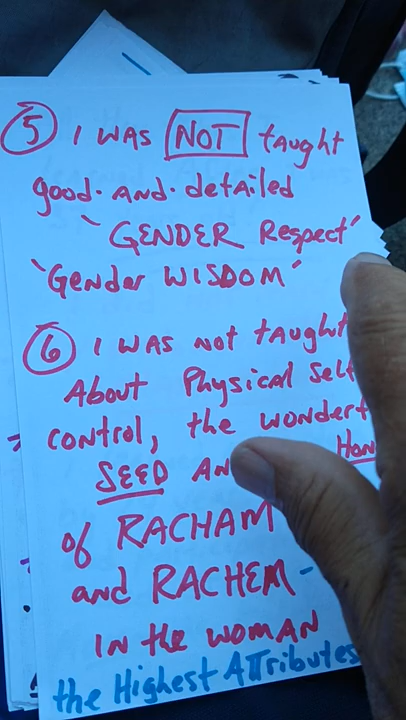 ⑤ I WAS NOT taught
good-AND-detailed
"GENDER Respect"
"Gender WISDOM"
⑥ I WAS NOT tAught
About Physical Self
control, the wonderf
SEED AN
of RACHAM
and RACHEM-
IN the WOMAN
the Highest Attributes